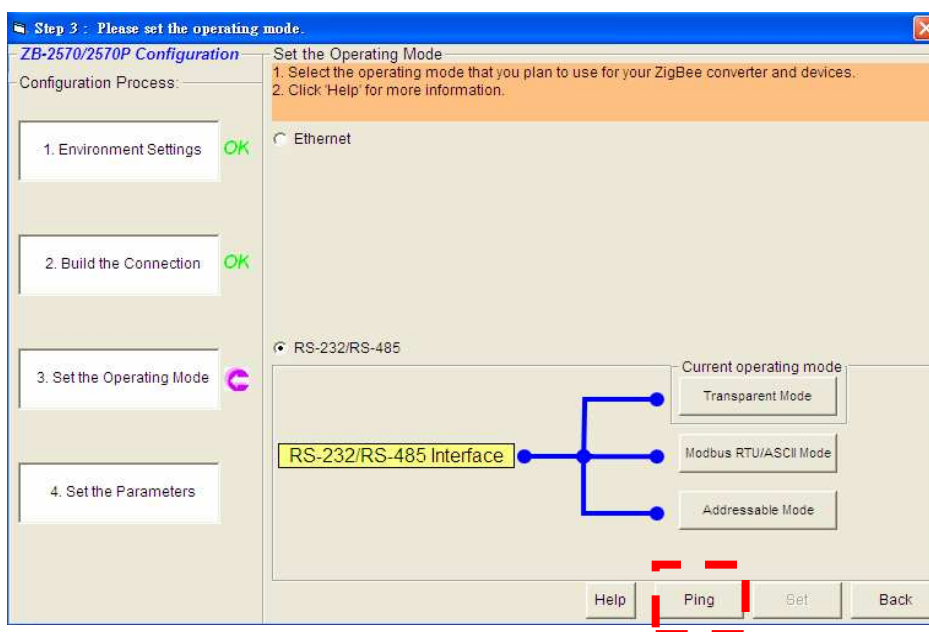 Step 3 : Please set the operating mode.
ZB-2570/2570P Configuration
Configuration Process:
1. Environment Settings
OK
2. Build the Connection
OK
3. Set the Operating Mode
4. Set the Parameters
Set the Operating Mode
1. Select the operating mode that you plan to use for your ZigBee converter and devices.
2. Click 'Help' for more information.
Ethernet
RS-232/RS-485
Current operating mode
Transparent Mode
RS-232/RS-485 Interface
Modbus RTU/ASCII Mode
Addressable Mode
Help
Ping
Set
Back